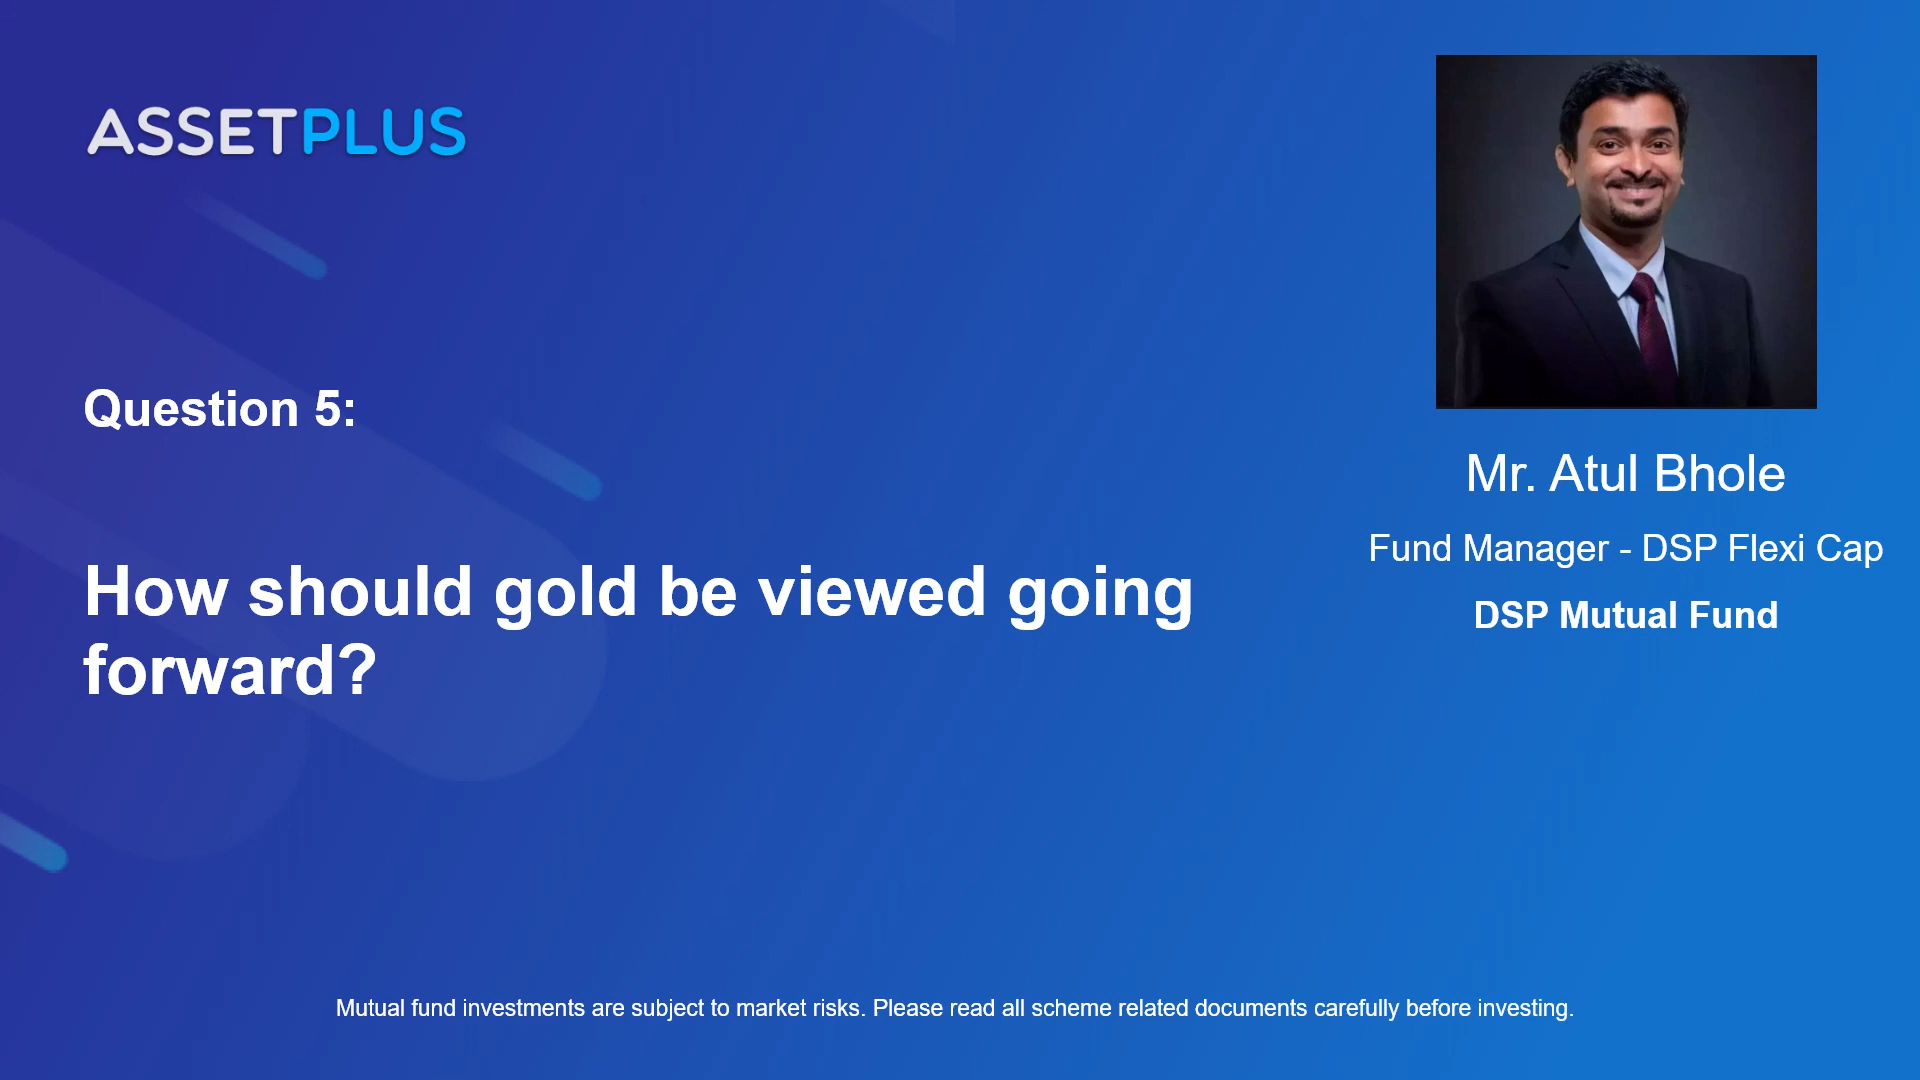 ASSETPLUS
Question 5:
How should gold be viewed going
forward?
Mr. Atul Bhole
Fund Manager - DSP Flexi Cap
DSP Mutual Fund
Mutual fund investments are subject to market risks. Please read all scheme related documents carefully before investing.